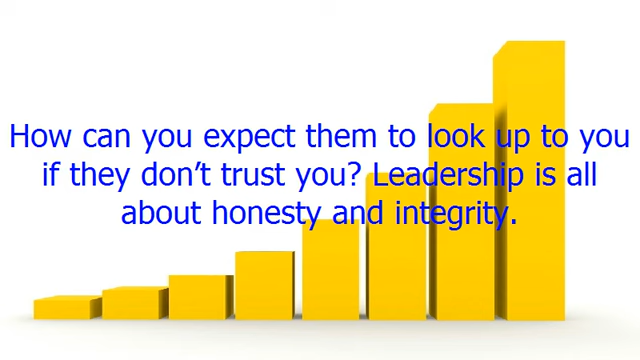 How can you expect them to look up to you
if they don’t trust you? Leadership is all
about honesty and integrity.